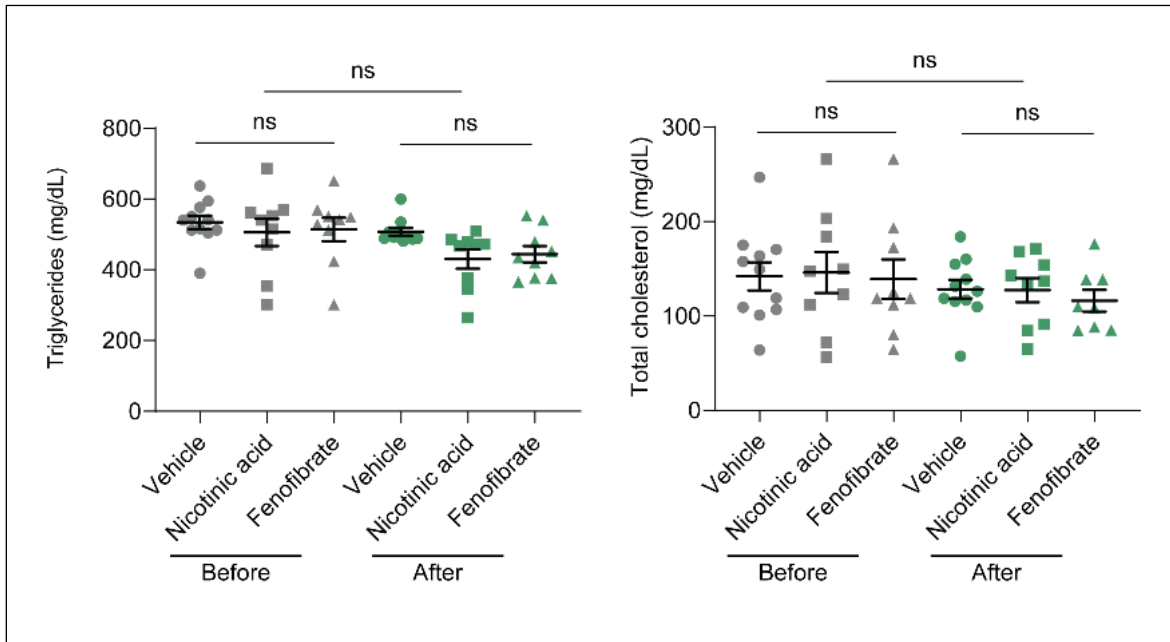 ns
ns
ns
Triglycerides (mg/dL)
800
600
400
200
0
Vehicle
Nicotinic acid
Fenofibrate
Vehicle
Nicotinic acid
Fenofibrate
Before
After
ns
ns
ns
Total cholesterol (mg/dL)
300
200
100
0
Vehicle
Nicotinic acid
Fenofibrate
Vehicle
Nicotinic acid
Fenofibrate
Before
After